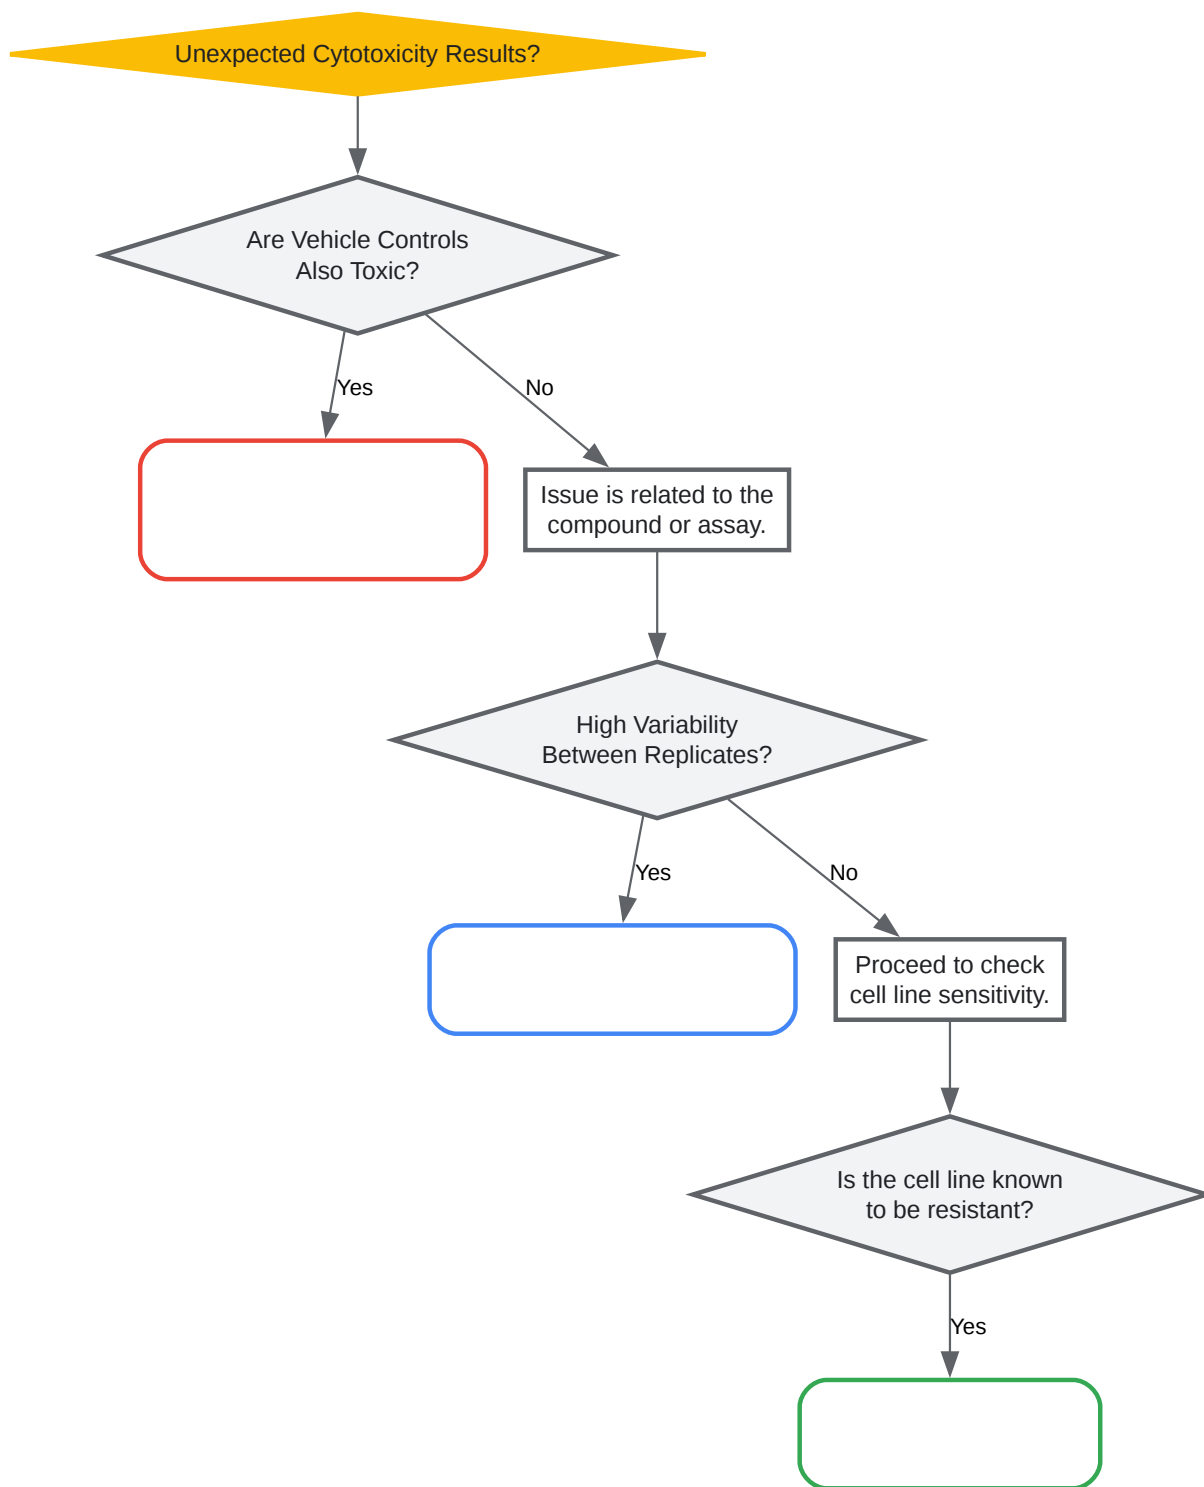 Unexpected Cytotoxicity Results?
Are Vehicle Controls
Also Toxic?
Yes
No
Issue is related to the
compound or assay.
High Variability
Between Replicates?
Yes
No
Proceed to check
cell line sensitivity.
Is the cell line known
to be resistant?
Yes